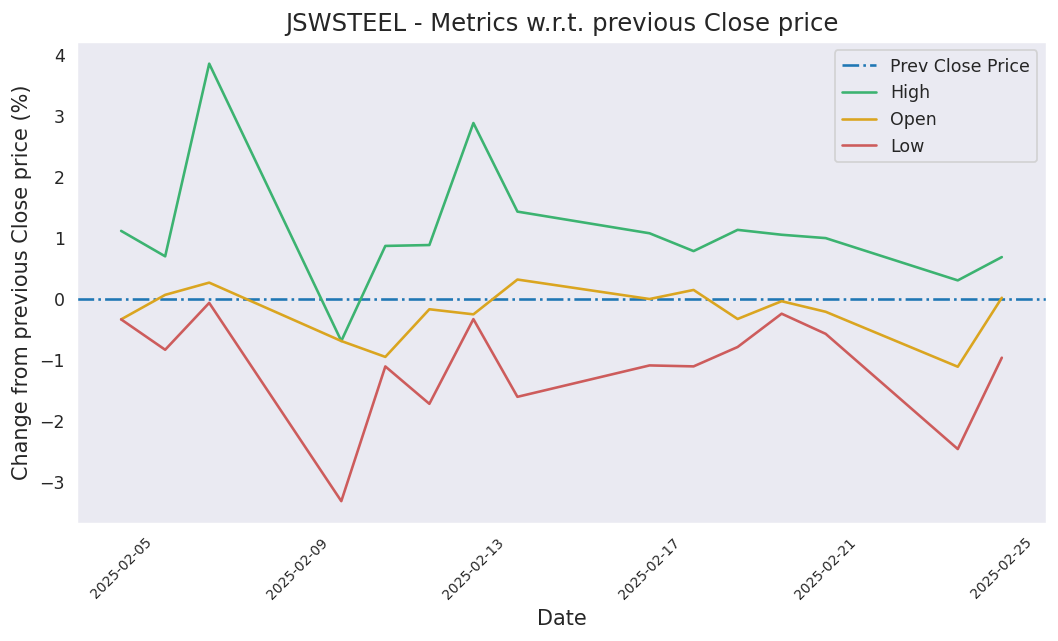 JSWSTEEL - Metrics w.r.t. previous Close price
Change from previous Close price (%)
4
3
2
1
0
−1
−2
−3
Prev Close Price
High
Open
Low
2025-02-05
2025-02-09
2025-02-13
2025-02-17
2025-02-21
2025-02-25
Date